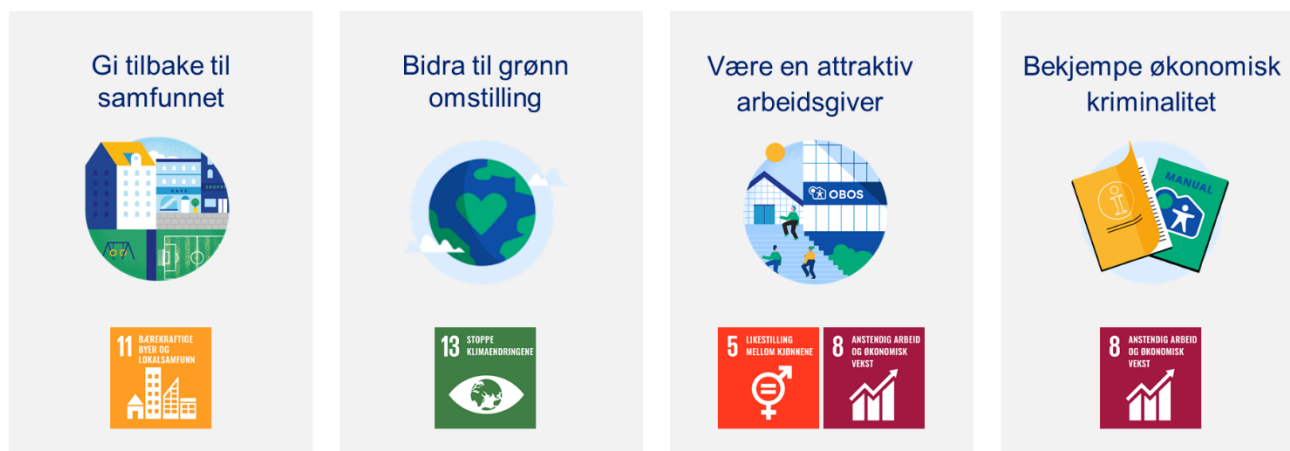 Gi tilbake til
samfunnet
Bidra til grønn
omstilling
Være en attraktiv
arbeidsgiver
Bekjempe økonomisk
kriminalitet
CAFE
SHOPPI
OBOS
MANUAL
11 BÆREKRAFTIGE
BYER OG
LOKALSAMFUNN
13 STOPPE
KLIMAENDRINGENE
5 LIKESTILLING
MELLOM KJØNNENE
8 ANSTENDIG ARBEID
OG ØKONOMISK
VEKST
8 ANSTENDIG ARBEID
OG ØKONOMISK
VEKST